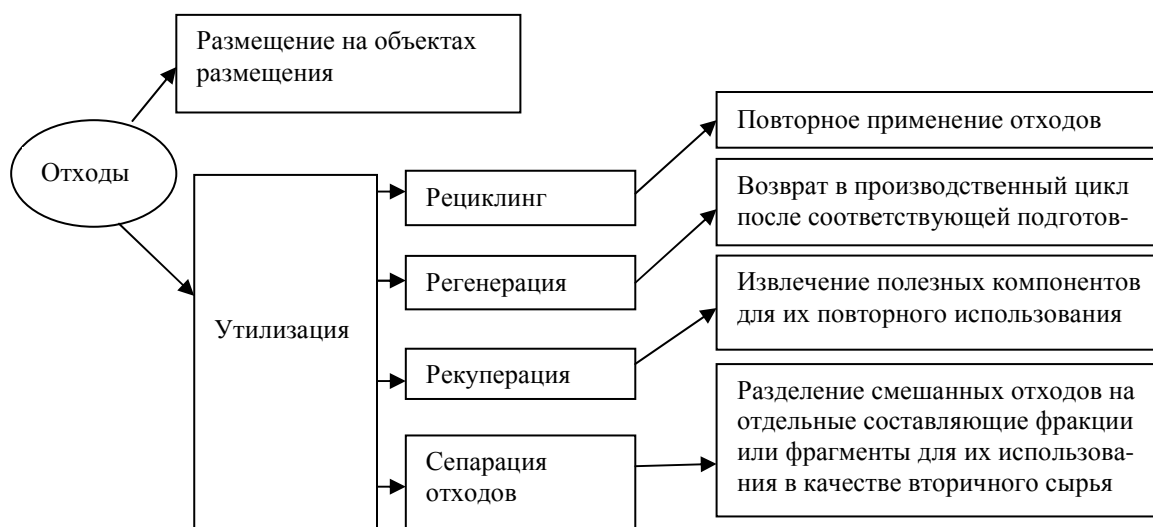 Размещение на объектах
размещения
Отходы
Утилизация
Рециклинг
Регенерация
Рекуперация
Сепарация
отходов
Повторное применение отходов
Возврат в производственный цикл
после соответствующей подготов-
Извлечение полезных компонентов
для их повторного использования
Разделение смешанных отходов на
отдельные составляющие фракции
или фрагменты для их использова-
ния в качестве вторичного сырья